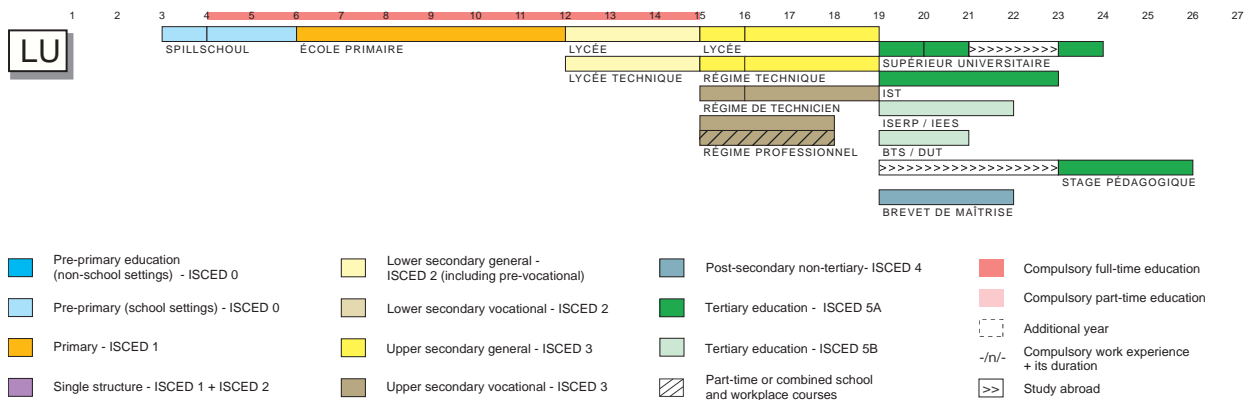 1 2 3 4 5 6 7 8 9 10 11 12 13 14 15 16 17 18 19 20 21 22 23 24 25 26 27
LU
SPILLSCHOUL ÉCOLE PRIMAIRE LYCÉE LYCÉE SUPÉRIEUR UNIVERSITAIRE
>>>>>>>>>>
LYCÉE TECHNIQUE RÉGIME TECHNIQUE
IST
RÉGIME DE TECHNICIEN ISERP / IEES
RÉGIME PROFESSIONNEL BTS / DUT
>>>>>>>>>>>>>>>>>>>>
STAGE PÉDAGOGIQUE
BREVET DE MAÎTRISE
Pre-primary education
(non-school settings) - ISCED 0
Pre-primary (school settings) - ISCED 0
Primary - ISCED 1
Single structure - ISCED 1 + ISCED 2
Lower secondary general -
ISCED 2 (including pre-vocational)
Lower secondary vocational - ISCED 2
Upper secondary general - ISCED 3
Upper secondary vocational - ISCED 3
Post-secondary non-tertiary- ISCED 4
Tertiary education - ISCED 5A
Tertiary education - ISCED 5B
Part-time or combined school
and workplace courses
Compulsory full-time education
Compulsory part-time education
Additional year
-/n/- Compulsory work experience
+ its duration
>> Study abroad